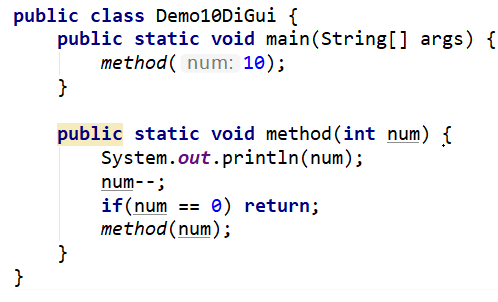 public class Demo10DiGui {
    public static void main(String[] args) {
        method( num: 10);
    }

    public static void method(int num) {
        System.out.println(num);
        num--;
        if(num == 0) return;
        method(num);
    }
}